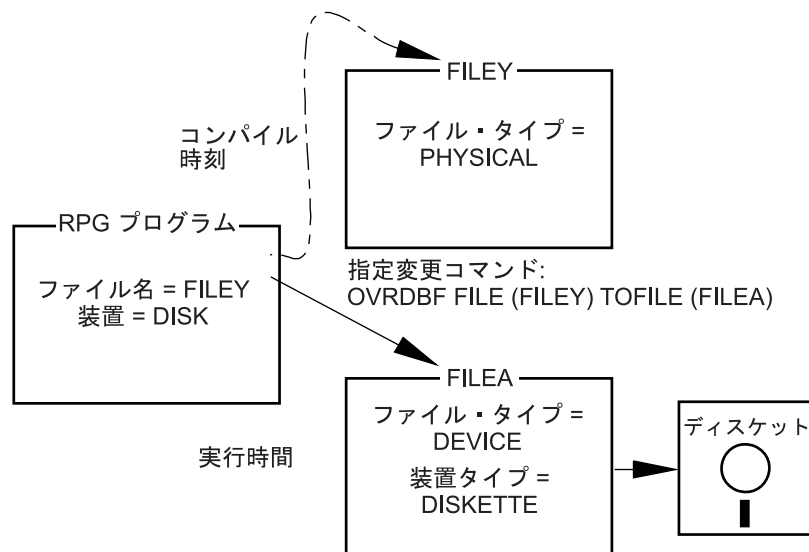 FILEY
ファイル・タイプ =
PHYSICAL
コンパイル
時刻
RPG プログラム
ファイル名 = FILEY
装置 = DISK
指定変更コマンド:
OVRDBF FILE (FILEY) TOFILE (FILEA)
FILEA
ファイル・タイプ =
DEVICE
装置タイプ =
DISKETTE
ディスケット
実行時間